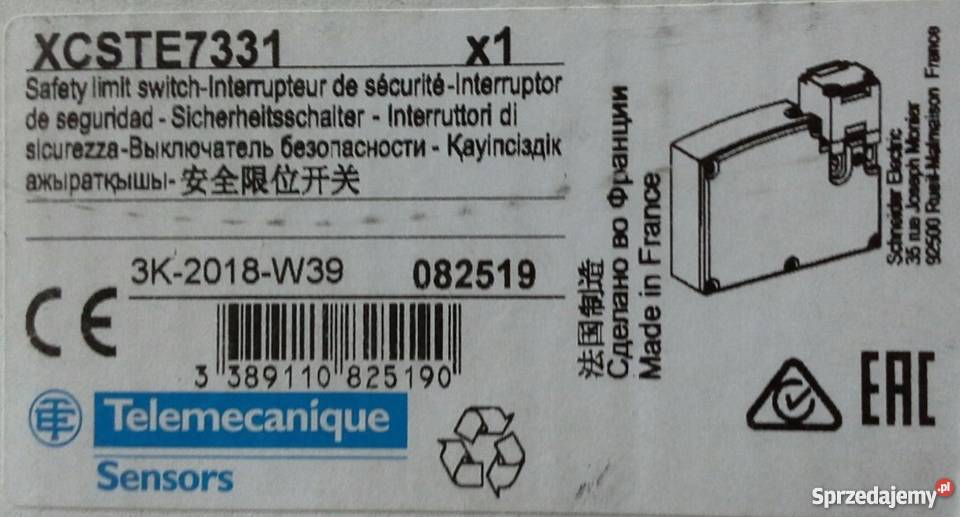 XCSTE7331 x1
Safety limit switch-Interrupteur de sécurité-Interruptor
de seguridad - Sicherheitsschalter - Interruttori di
sicurezza-Выключатель безопасности - Қауіпсіздік
ажыратқышы-安全限位开关
3K-2018-W39 082519
CE
3 389110 825190
Telemecanique
Sensors
法国制造
Сделано во Франции
Made in France
Schneider Electric
35 rue Joseph Monier
92500 Rueil-Malmaison France
EAC
Sprzedajemy.pl